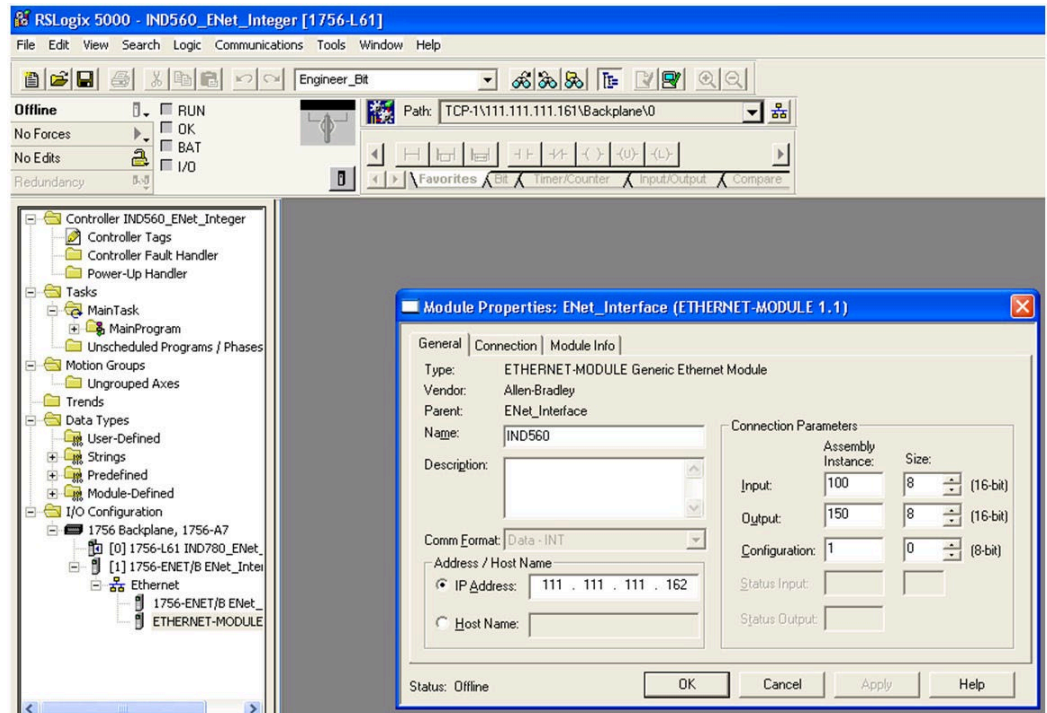 RSLogix 5000 - IND560_ENet_Integer [1756-L61]
File Edit View Search Logic Communications Tools Window Help
Engineer_Bit
Offline
RUN
No Forces
OK
BAT
No Edits
I/O
Redundancy
Path: TCP-1\111.111.111.161\Backplane\0
Favorites Bit Timer/Counter Input/Output Compare
Controller IND560_ENet_Integer
Controller Tags
Controller Fault Handler
Power-Up Handler
Tasks
MainTask
MainProgram
Unscheduled Programs / Phases
Motion Groups
Ungrouped Axes
Trends
Data Types
User-Defined
Strings
Predefined
Module-Defined
I/O Configuration
1756 Backplane, 1756-A7
[0] 1756-L61 IND780_ENet_
[1] 1756-ENET/B ENet_Inter
Ethernet
1756-ENET/B ENet_
ETHERNET-MODULE
Module Properties: ENet_Interface (ETHERNET-MODULE 1.1)
General Connection Module Info
Type: ETHERNET-MODULE Generic Ethernet Module
Vendor: Allen-Bradley
Parent: ENet_Interface
Name: IND560
Description:
Comm Format: Data - INT
Address / Host Name
IP Address: 111 . 111 . 111 . 162
Host Name:
Connection Parameters
Assembly Instance: Size:
Input: 100 8 (16-bit)
Output: 150 8 (16-bit)
Configuration: 1 0 (8-bit)
Status Input:
Status Output:
Status: Offline
OK Cancel Apply Help